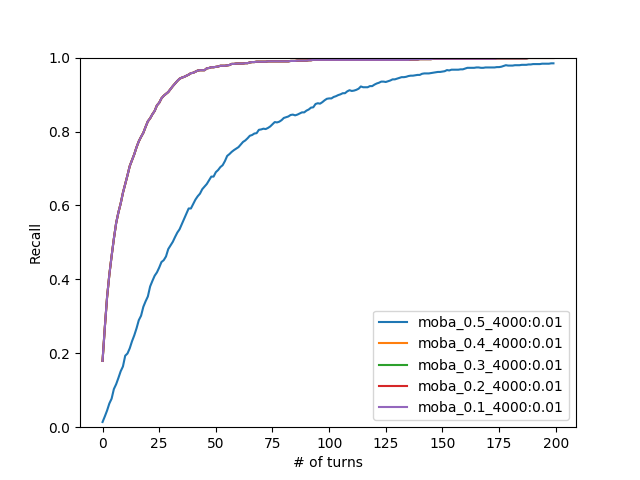 1.0
0.8
0.6
0.4
0.2
0.0
Recall
0
25
50
75
100
125
150
175
200
# of turns
moba_0.5_4000:0.01
moba_0.4_4000:0.01
moba_0.3_4000:0.01
moba_0.2_4000:0.01
moba_0.1_4000:0.01